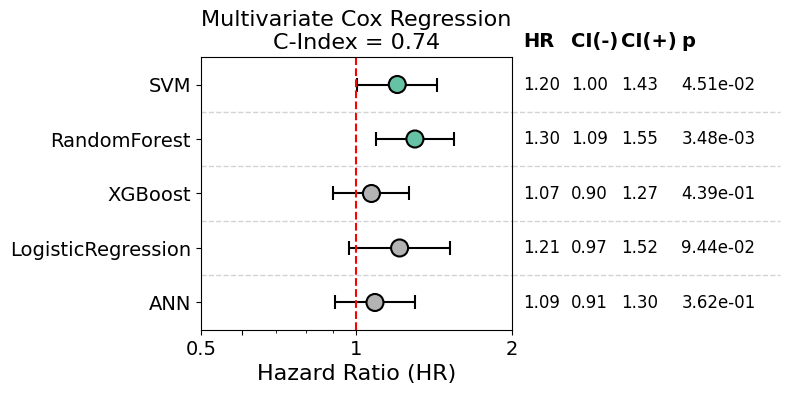 Multivariate Cox Regression
C-Index = 0.74
HR CI(-) CI(+) p
SVM 1.20 1.00 1.43 4.51e-02
RandomForest 1.30 1.09 1.55 3.48e-03
XGBoost 1.07 0.90 1.27 4.39e-01
LogisticRegression 1.21 0.97 1.52 9.44e-02
ANN 1.09 0.91 1.30 3.62e-01
0.5 1 2
Hazard Ratio (HR)